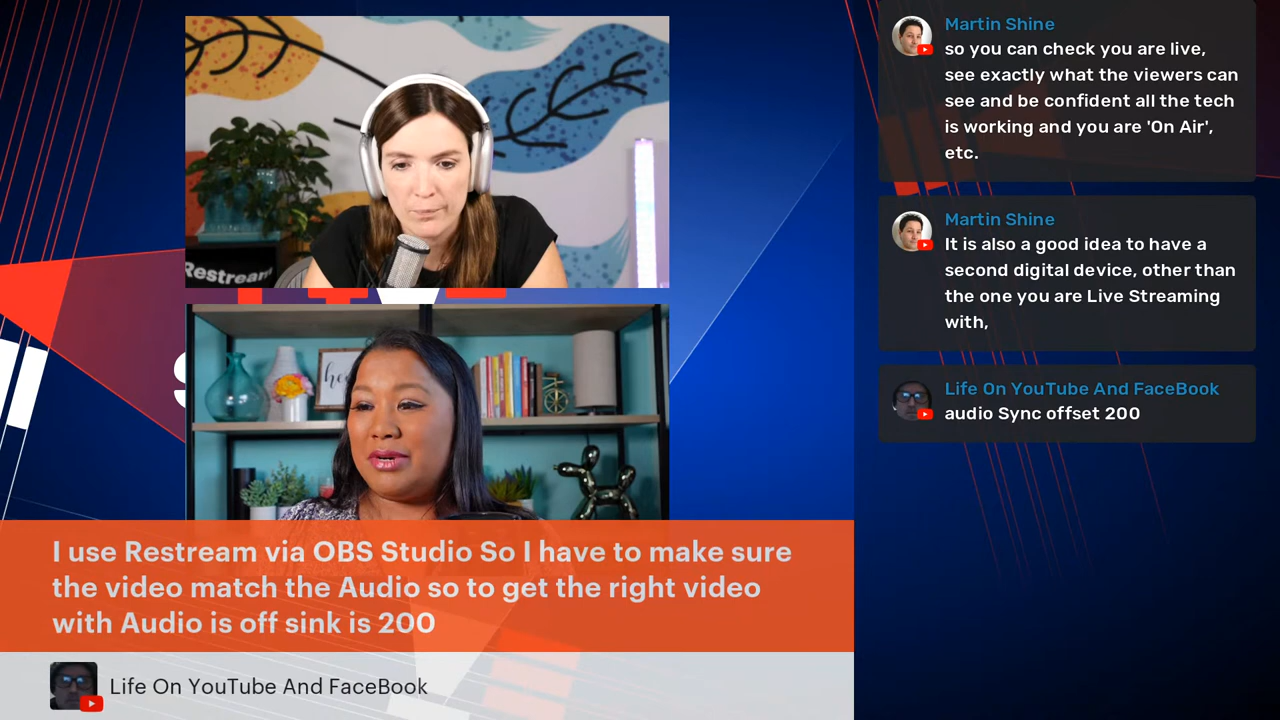 Restream
I use Restream via OBS Studio So I have to make sure
the video match the Audio so to get the right video
with Audio is off sink is 200
Life On YouTube And FaceBook
Martin Shine
so you can check you are live,
see exactly what the viewers can
see and be confident all the tech
is working and you are 'On Air',
etc.
Martin Shine
It is also a good idea to have a
second digital device, other than
the one you are Live Streaming
with,
Life On YouTube And FaceBook
audio Sync offset 200